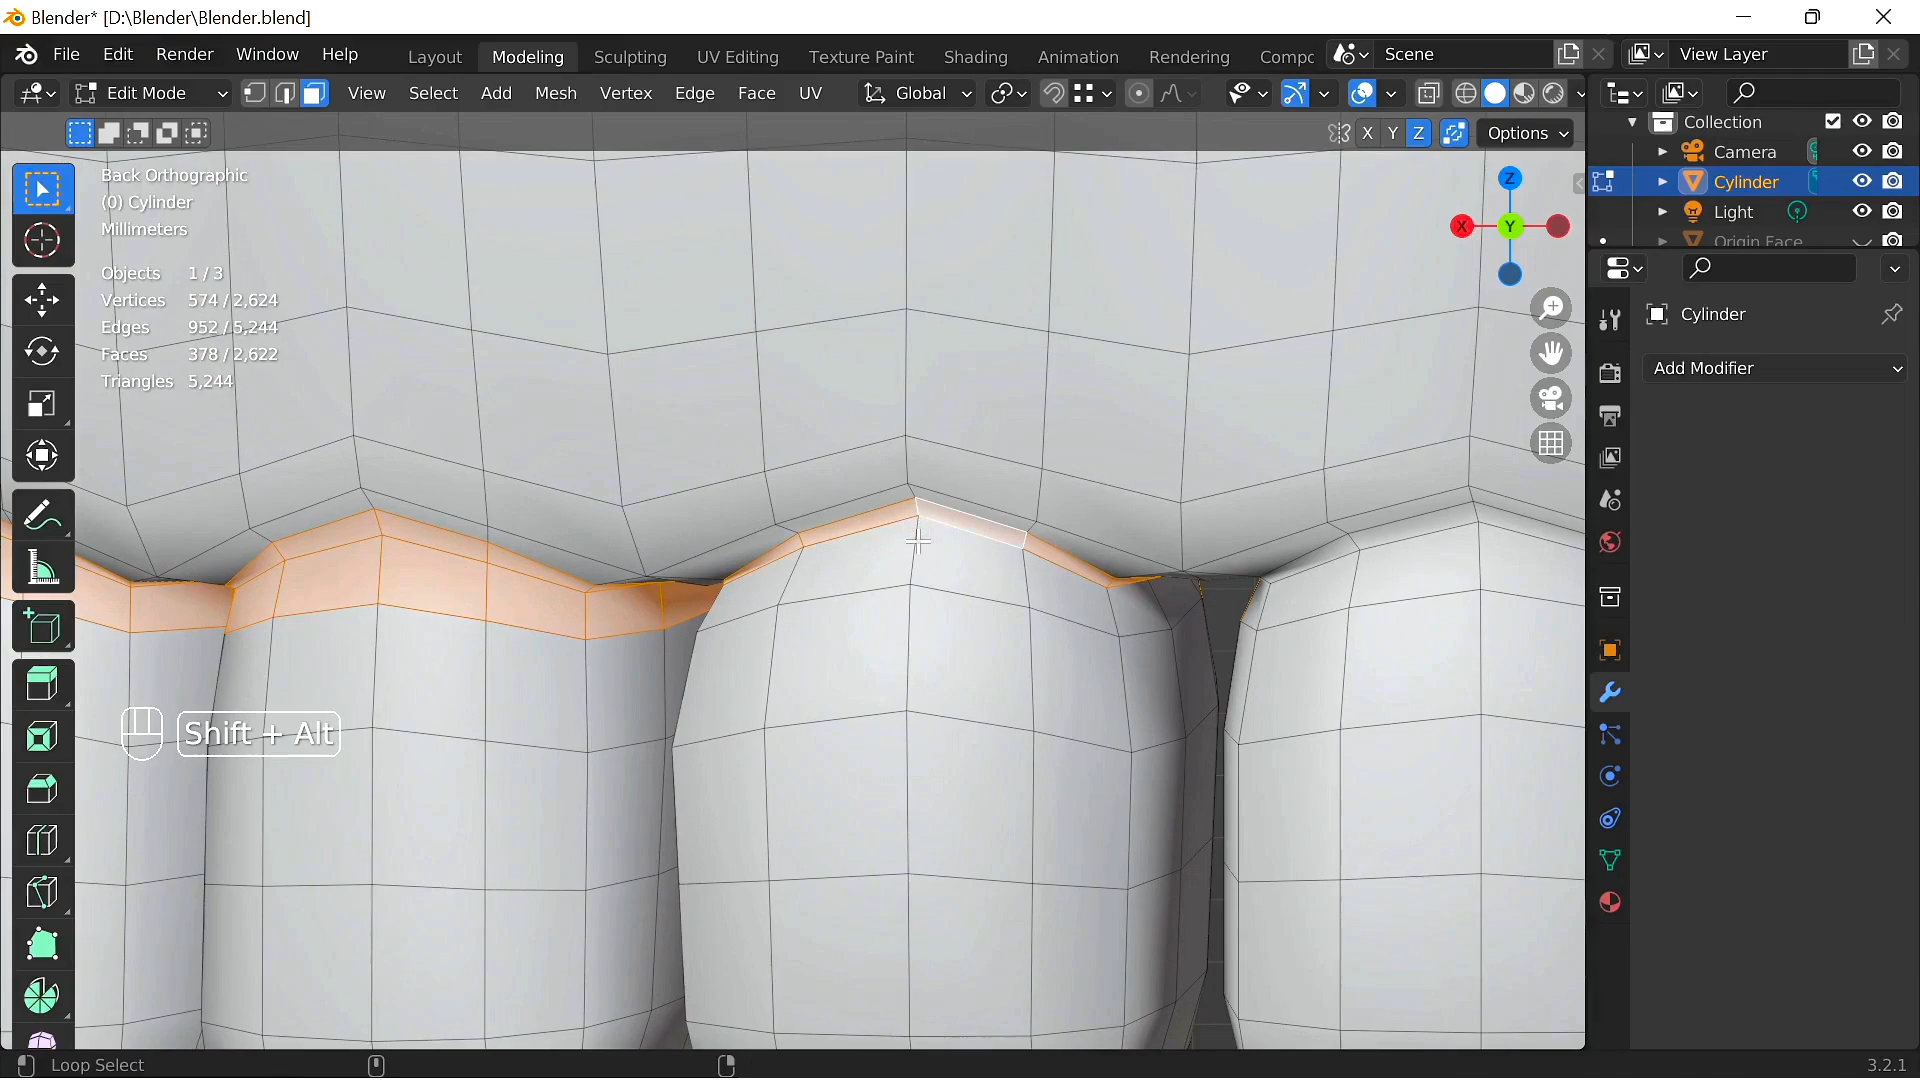 Blender* [D:\Blender\Blender.blend]
File Edit Render Window Help Layout Modeling Sculpting UV Editing Texture Paint Shading Animation Rendering Compc Scene View Layer
Edit Mode View Select Add Mesh Vertex Edge Face UV Global
X Y Z Options
Collection
Camera
Cylinder
Light
Origin Face
Back Orthographic
(0) Cylinder
Millimeters
Objects 1 / 3
Vertices 574 / 2,624
Edges 952 / 5,244
Faces 378 / 2,622
Triangles 5,244
Z
X Y
Cylinder
Add Modifier
Shift + Alt
Loop Select
3.2.1